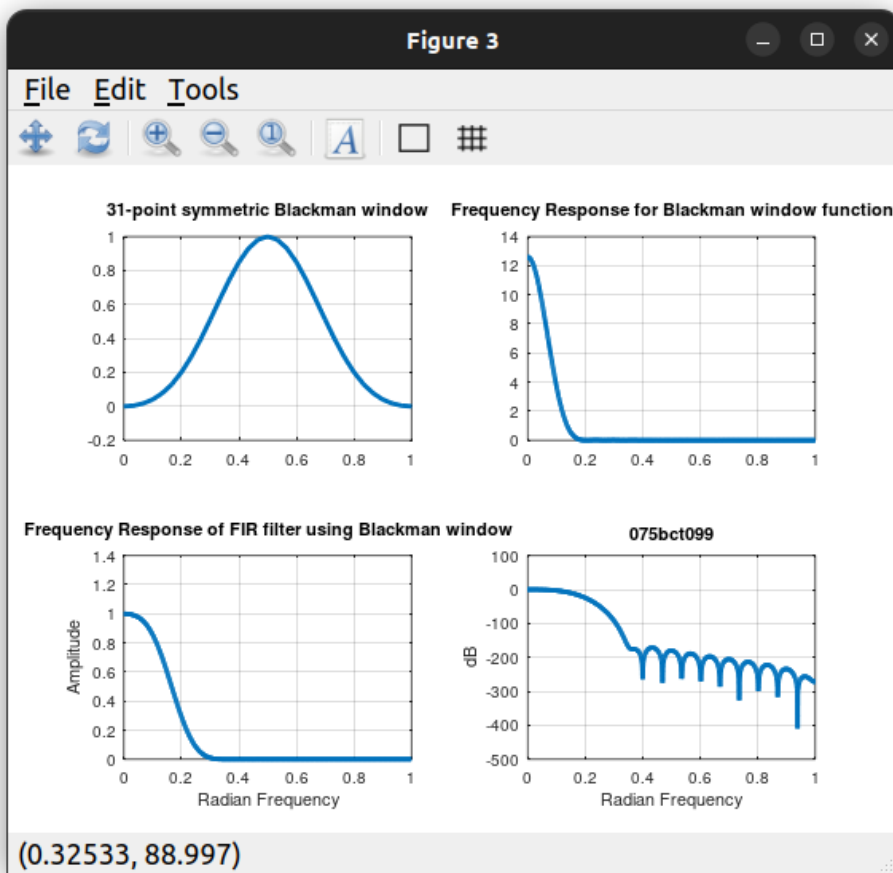 Figure 3
File Edit Tools
A
31-point symmetric Blackman window
1
0.8
0.6
0.4
0.2
0
-0.2
0 0.2 0.4 0.6 0.8 1
Frequency Response for Blackman window function
14
12
10
8
6
4
2
0
0 0.2 0.4 0.6 0.8 1
Frequency Response of FIR filter using Blackman window
1.4
1.2
1
0.8
0.6
0.4
0.2
0
Amplitude
0 0.2 0.4 0.6 0.8 1
Radian Frequency
075bct099
100
0
-100
-200
-300
-400
-500
dB
0 0.2 0.4 0.6 0.8 1
Radian Frequency
(0.32533, 88.997)